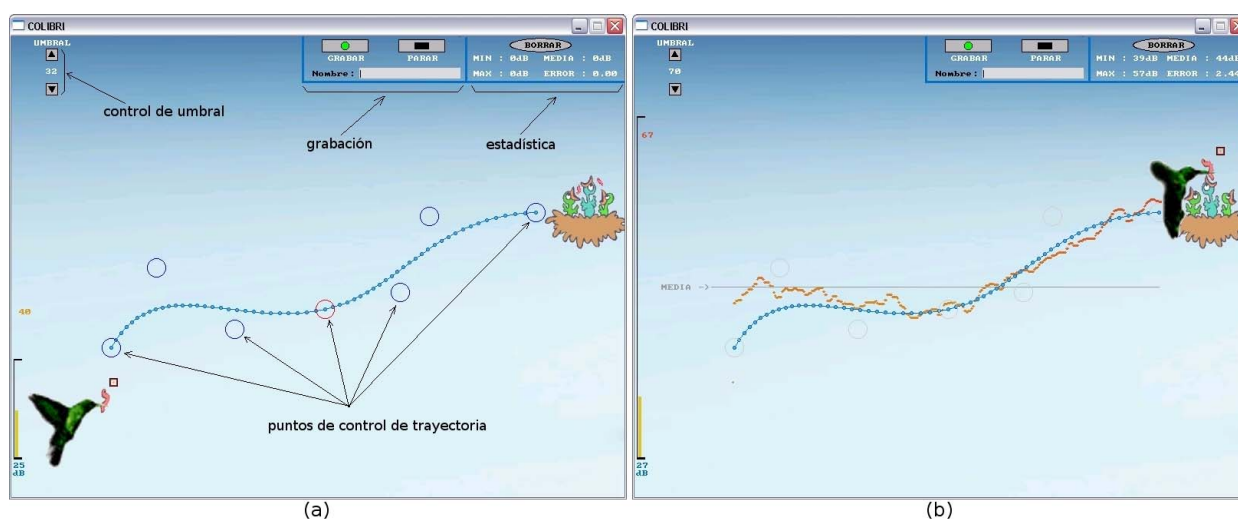 COLIBRI
UMBRAL
32
GRABAR
PARAR
Nombre:
BORRAR
MIN : 0dB MEDIA : 0dB
MAX : 0dB ERROR : 0.00
control de umbral
grabación
estadística
40
puntos de control de trayectoria
25
dB
(a)
COLIBRI
UMBRAL
70
GRABAR
PARAR
Nombre:
BORRAR
MIN : 39dB MEDIA : 44dB
MAX : 57dB ERROR : 2.44
67
MEDIA ->
27
dB
(b)